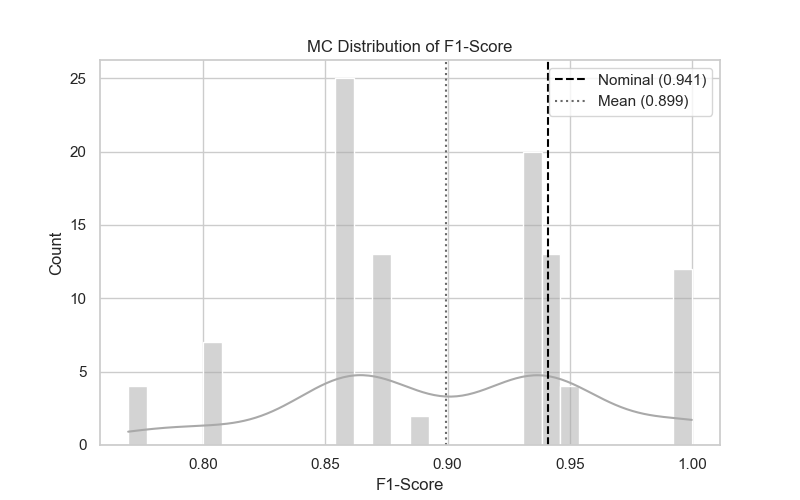 MC Distribution of F1-Score
Nominal (0.941)
Mean (0.899)
Count
25
20
15
10
5
0
0.80 0.85 0.90 0.95 1.00
F1-Score